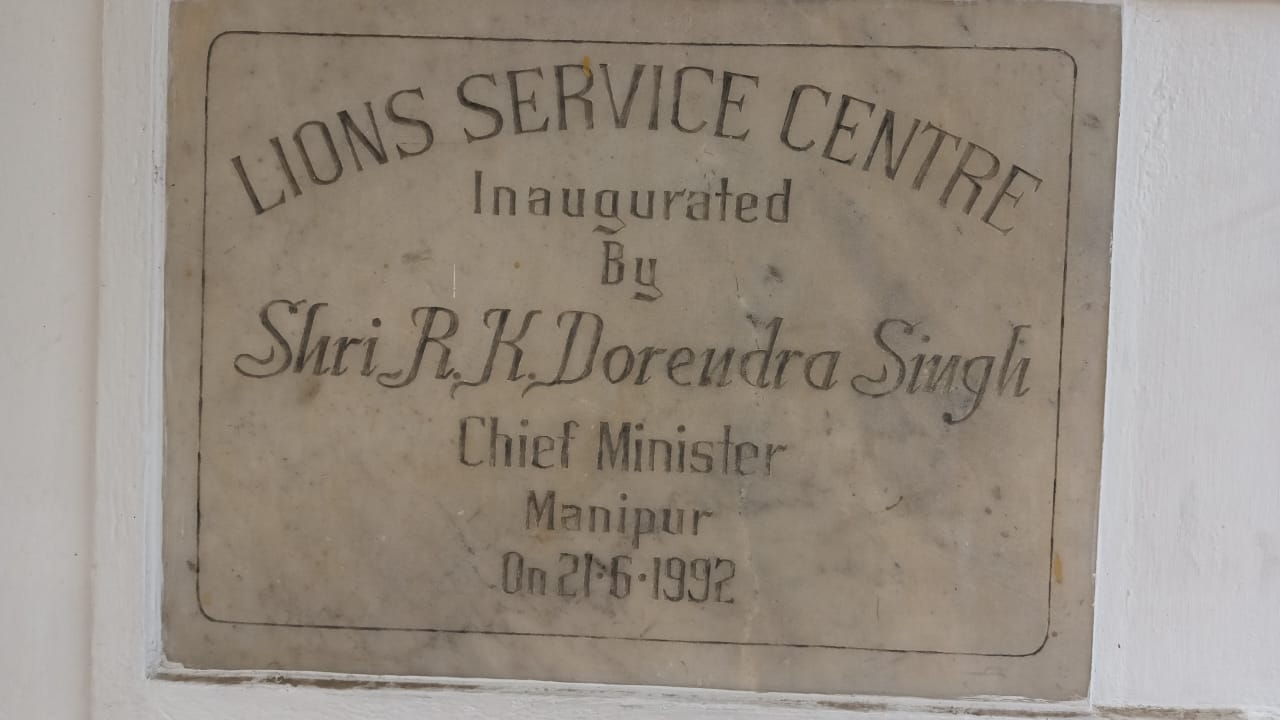 LIONS SERVICE CENTRE
Inaugurated
By
Shri R.K. Dorendra Singh
Chief Minister
Manipur
On 21·6·1992